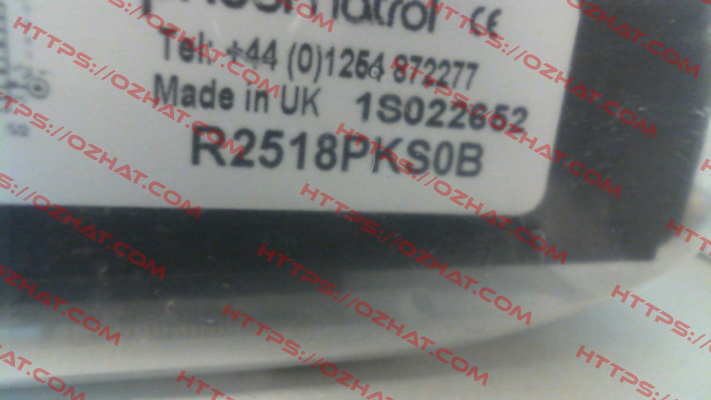 Tel: +44 (0)1254 872277
Made in UK 1S022652
R2518PKS0B
HTTPS://OZHAT.COM